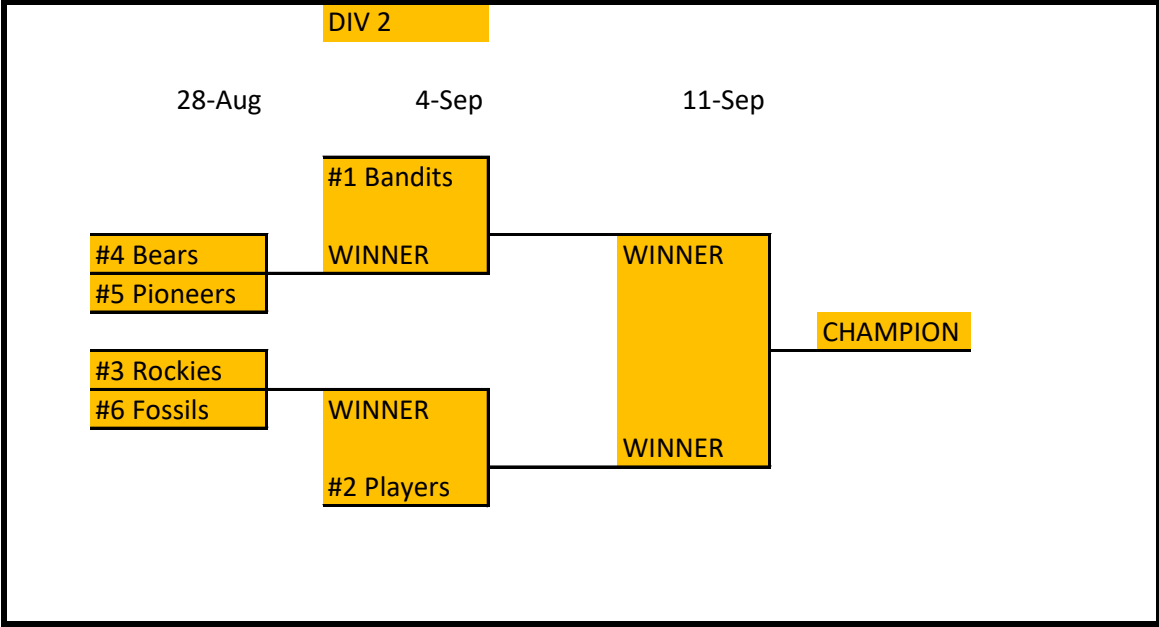 DIV 2
28-Aug 4-Sep 11-Sep
#1 Bandits
#4 Bears WINNER WINNER
#5 Pioneers
CHAMPION
#3 Rockies
#6 Fossils WINNER
WINNER
#2 Players